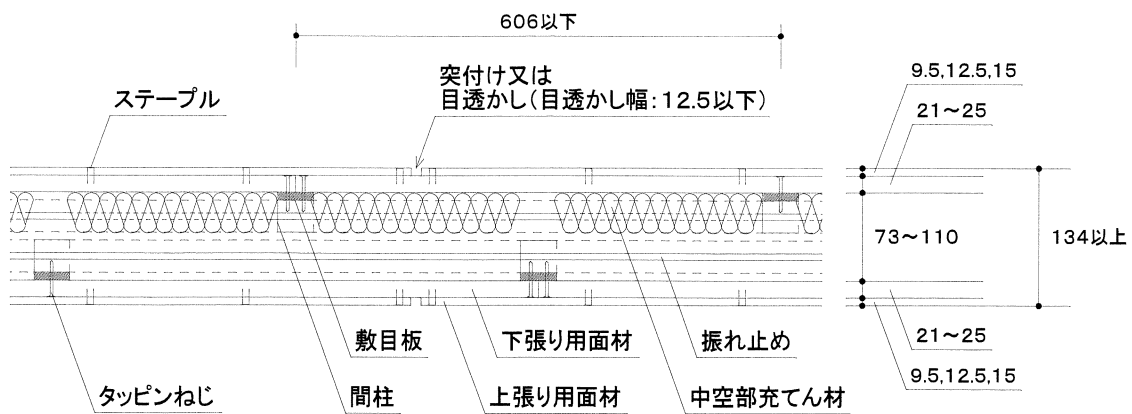 606以下
突付け又は
目透かし(目透かし幅:12.5以下)
ステープル
9.5,12.5,15
21～25
73～110
134以上
21～25
9.5,12.5,15
敷目板
下張り用面材
振れ止め
タッピンねじ
間柱
上張り用面材
中空部充てん材